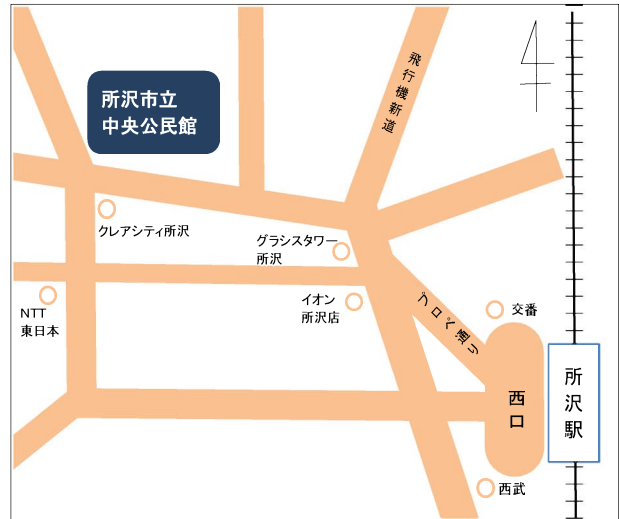 所沢市立
中央公民館
飛行機新道
クレアシティ所沢
グラシスタワー
所沢
イオン
所沢店
NTT
東日本
プロペ通り
交番
西口
所沢駅
西武